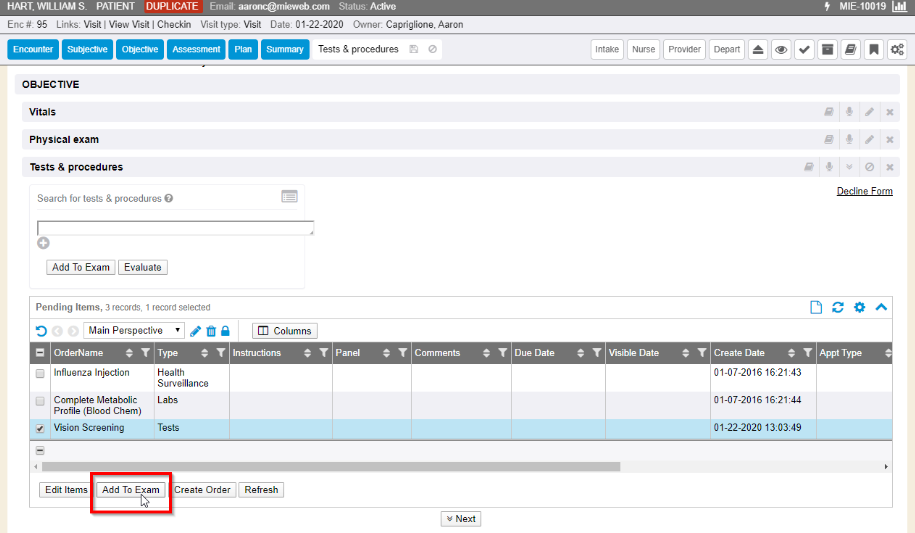 HART, WILLIAM S. PATIENT DUPLICATE Email: aaronc@mieweb.com Status: Active MIE-10019
Enc #: 95 Links: Visit | View Visit | Checkin Visit type: Visit Date: 01-22-2020 Owner: Capriglione, Aaron
Encounter Subjective Objective Assessment Plan Summary Tests & procedures Intake Nurse Provider Depart
OBJECTIVE
Vitals
Physical exam
Tests & procedures
Search for tests & procedures
Decline Form
Add To Exam Evaluate
Pending Items, 3 records, 1 record selected
Main Perspective Columns
OrderName Type Instructions Panel Comments Due Date Visible Date Create Date Appt Type
Influenza Injection Health 01-07-2016 16:21:43
Surveillance
Complete Metabolic Labs 01-07-2016 16:21:44
Profile (Blood Chem)
Vision Screening Tests 01-22-2020 13:03:49
Edit Items Add To Exam Create Order Refresh
Next